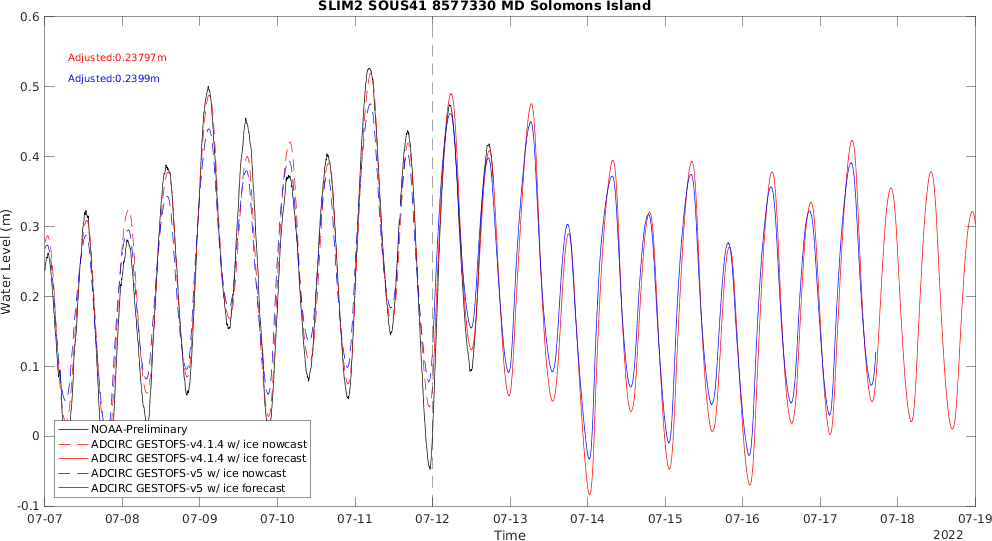 SLIM2 SOUS41 8577330 MD Solomons Island
0.6
Adjusted:0.23797m
Adjusted:0.2399m
0.5
0.4
0.3
Water Level (m)
0.2
0.1
0
-0.1
NOAA-Preliminary
ADCIRC GESTOFS-v4.1.4 w/ ice nowcast
ADCIRC GESTOFS-v4.1.4 w/ ice forecast
ADCIRC GESTOFS-v5 w/ ice nowcast
ADCIRC GESTOFS-v5 w/ ice forecast
07-07 07-08 07-09 07-10 07-11 07-12 07-13 07-14 07-15 07-16 07-17 07-18 07-19
Time
2022